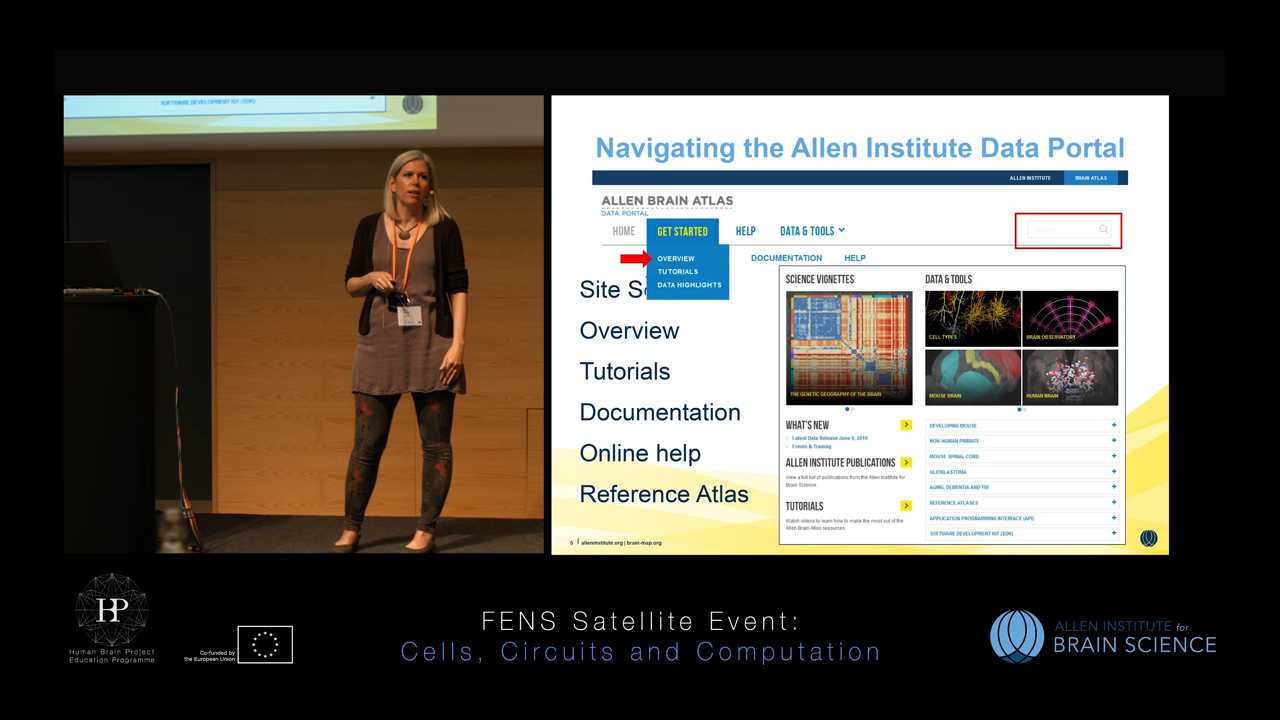 SOFTWARE DEVELOPMENT KIT (SDK)
Navigating the Allen Institute Data Portal
ALLEN INSTITUTE BRAIN ATLAS
ALLEN BRAIN ATLAS
DATA PORTAL
HOME GET STARTED HELP DATA & TOOLS
OVERVIEW
TUTORIALS
DATA HIGHLIGHTS
DOCUMENTATION HELP
Site
Overview
Tutorials
Documentation
Online help
Reference Atlas
SCIENCE VIGNETTES
THE GENETIC GEOGRAPHY OF THE BRAIN
WHAT'S NEW
Latest Data Release June 9, 2016
Events & Training
ALLEN INSTITUTE PUBLICATIONS
View a full list of publications from the Allen Institute for
Brain Science.
TUTORIALS
Watch videos to learn how to make the most out of the
Allen Brain Atlas resources.
DATA & TOOLS
CELL TYPES
BRAIN OBSERVATORY
MOUSE BRAIN
HUMAN BRAIN
DEVELOPING MOUSE
NON-HUMAN PRIMATE
MOUSE SPINAL CORD
GLIOBLASTOMA
AGING, DEMENTIA AND TBI
REFERENCE ATLASES
APPLICATION PROGRAMMING INTERFACE (API)
SOFTWARE DEVELOPMENT KIT (SDK)
5 | alleninstitute.org | brain-map.org
HBP
Human Brain Project
Education Programme
Co-funded by
the European Union
FENS Satellite Event:
Cells, Circuits and Computation
ALLEN INSTITUTE for
BRAIN SCIENCE